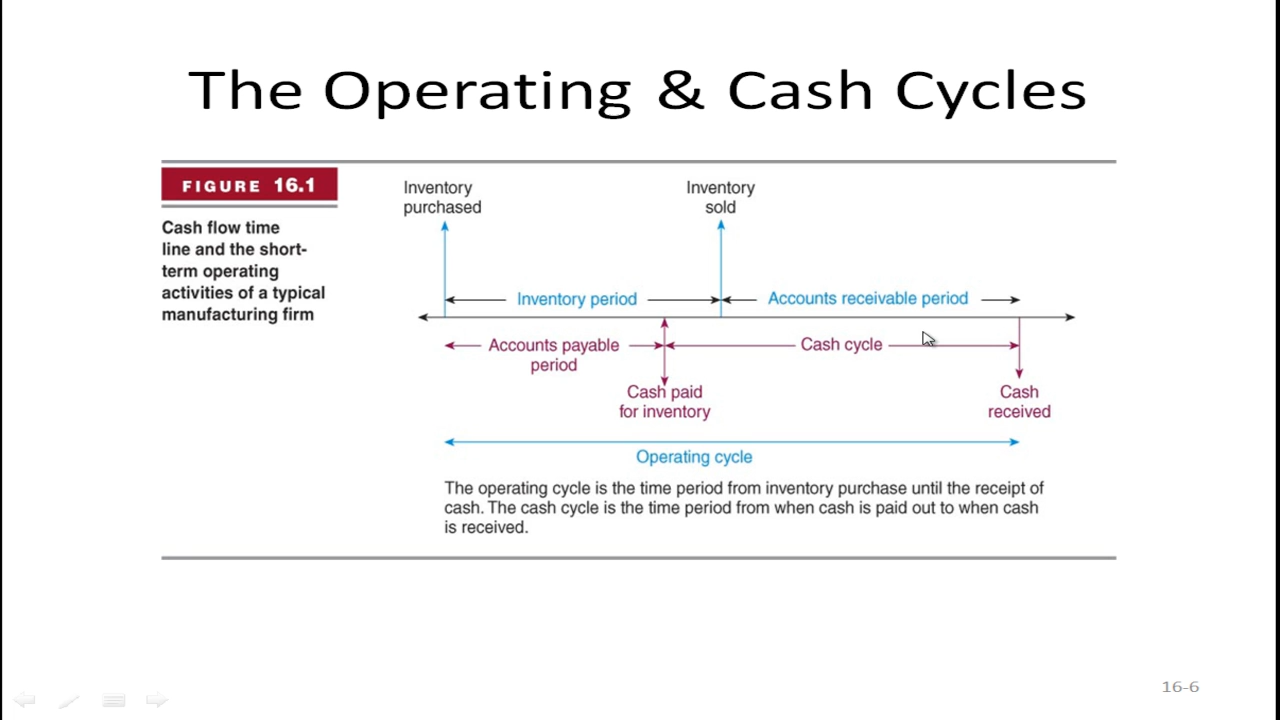 The Operating & Cash Cycles
FIGURE 16.1
Cash flow time
line and the short-
term operating
activities of a typical
manufacturing firm
Inventory
purchased
Inventory
sold
Inventory period
Accounts receivable period
Accounts payable
period
Cash cycle
Cash paid
for inventory
Cash
received
Operating cycle
The operating cycle is the time period from inventory purchase until the receipt of
cash. The cash cycle is the time period from when cash is paid out to when cash
is received.
16-6